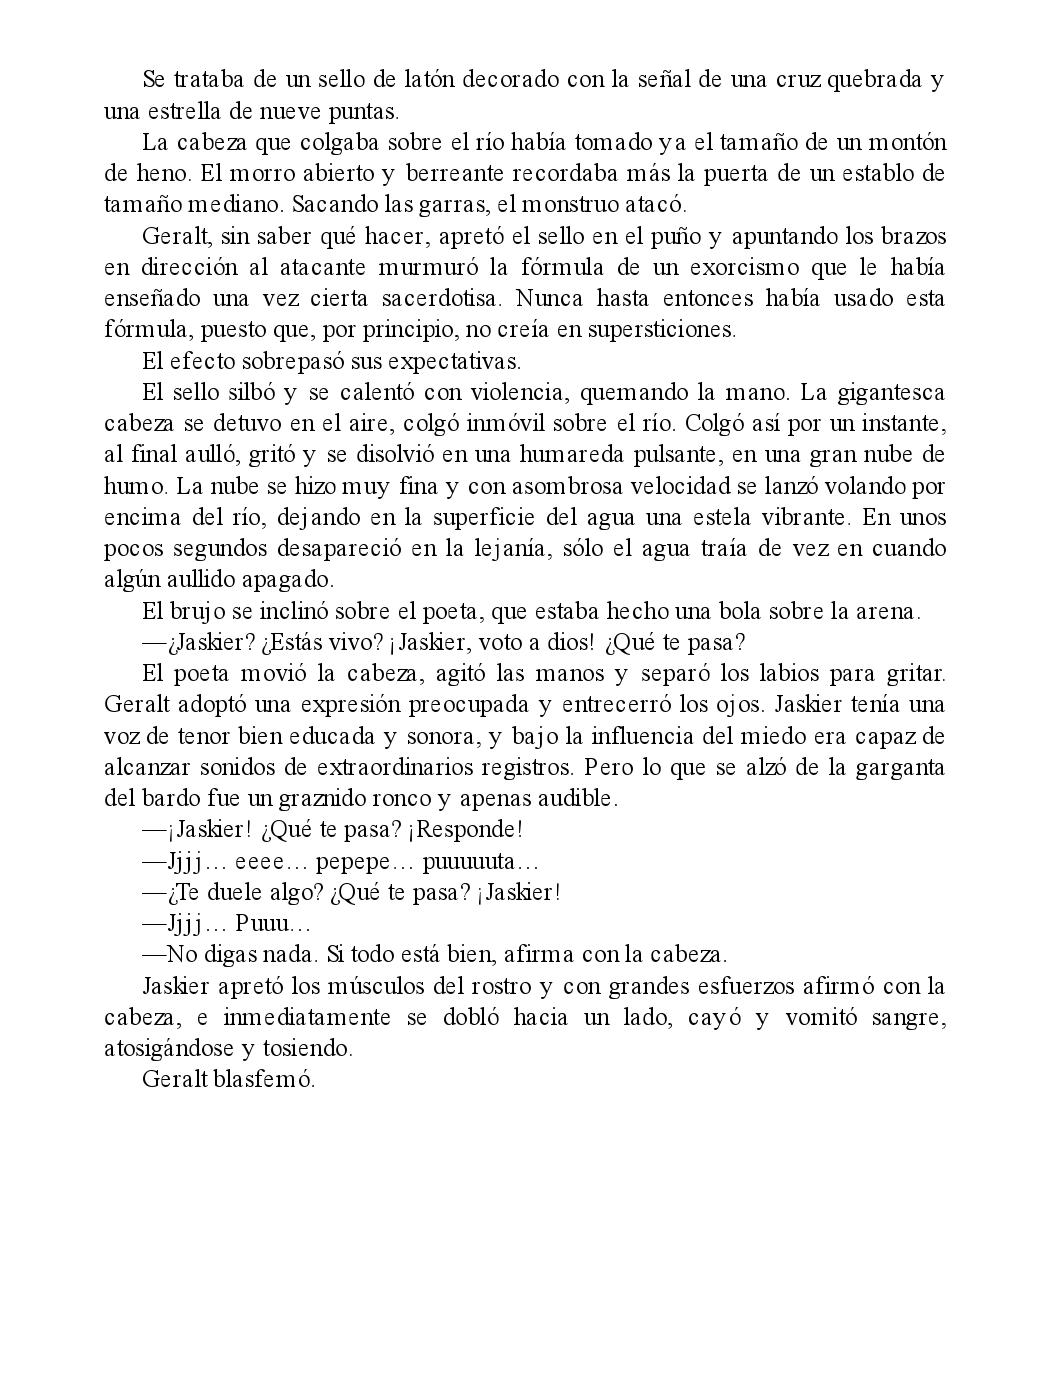 Se trataba de un sello de latón decorado con la señal de una cruz quebrada y
una estrella de nueve puntas.
La cabeza que colgaba sobre el río había tomado ya el tamaño de un montón
de heno. El morro abierto y berreante recordaba más la puerta de un establo de
tamaño mediano. Sacando las garras, el monstruo atacó.
Geralt, sin saber qué hacer, apretó el sello en el puño y apuntando los brazos
en dirección al atacante murmuró la fórmula de un exorcismo que le había
enseñado una vez cierta sacerdotisa. Nunca hasta entonces había usado esta
fórmula, puesto que, por principio, no creía en supersticiones.
El efecto sobrepasó sus expectativas.
El sello silbó y se calentó con violencia, quemando la mano. La gigantesca
cabeza se detuvo en el aire, colgó inmóvil sobre el río. Colgó así por un instante,
al final aulló, gritó y se disolvió en una humareda pulsante, en una gran nube de
humo. La nube se hizo muy fina y con asombrosa velocidad se lanzó volando por
encima del río, dejando en la superficie del agua una estela vibrante. En unos
pocos segundos desapareció en la lejanía, sólo el agua traía de vez en cuando
algún aullido apagado.
El brujo se inclinó sobre el poeta, que estaba hecho una bola sobre la arena.
—¿Jaskier? ¿Estás vivo? ¡Jaskier, voto a dios! ¿Qué te pasa?
El poeta movió la cabeza, agitó las manos y separó los labios para gritar.
Geralt adoptó una expresión preocupada y entrecerró los ojos. Jaskier tenía una
voz de tenor bien educada y sonora, y bajo la influencia del miedo era capaz de
alcanzar sonidos de extraordinarios registros. Pero lo que se alzó de la garganta
del bardo fue un graznido ronco y apenas audible.
—¡Jaskier! ¿Qué te pasa? ¡Responde!
—Jjjj… eeee… pepepe… puuuuuta…
—¿Te duele algo? ¿Qué te pasa? ¡Jaskier!
—Jjjj… Puuu…
—No digas nada. Si todo está bien, afirma con la cabeza.
Jaskier apretó los músculos del rostro y con grandes esfuerzos afirmó con la
cabeza, e inmediatamente se dobló hacia un lado, cayó y vomitó sangre,
atosigándose y tosiendo.
Geralt blasfemó.